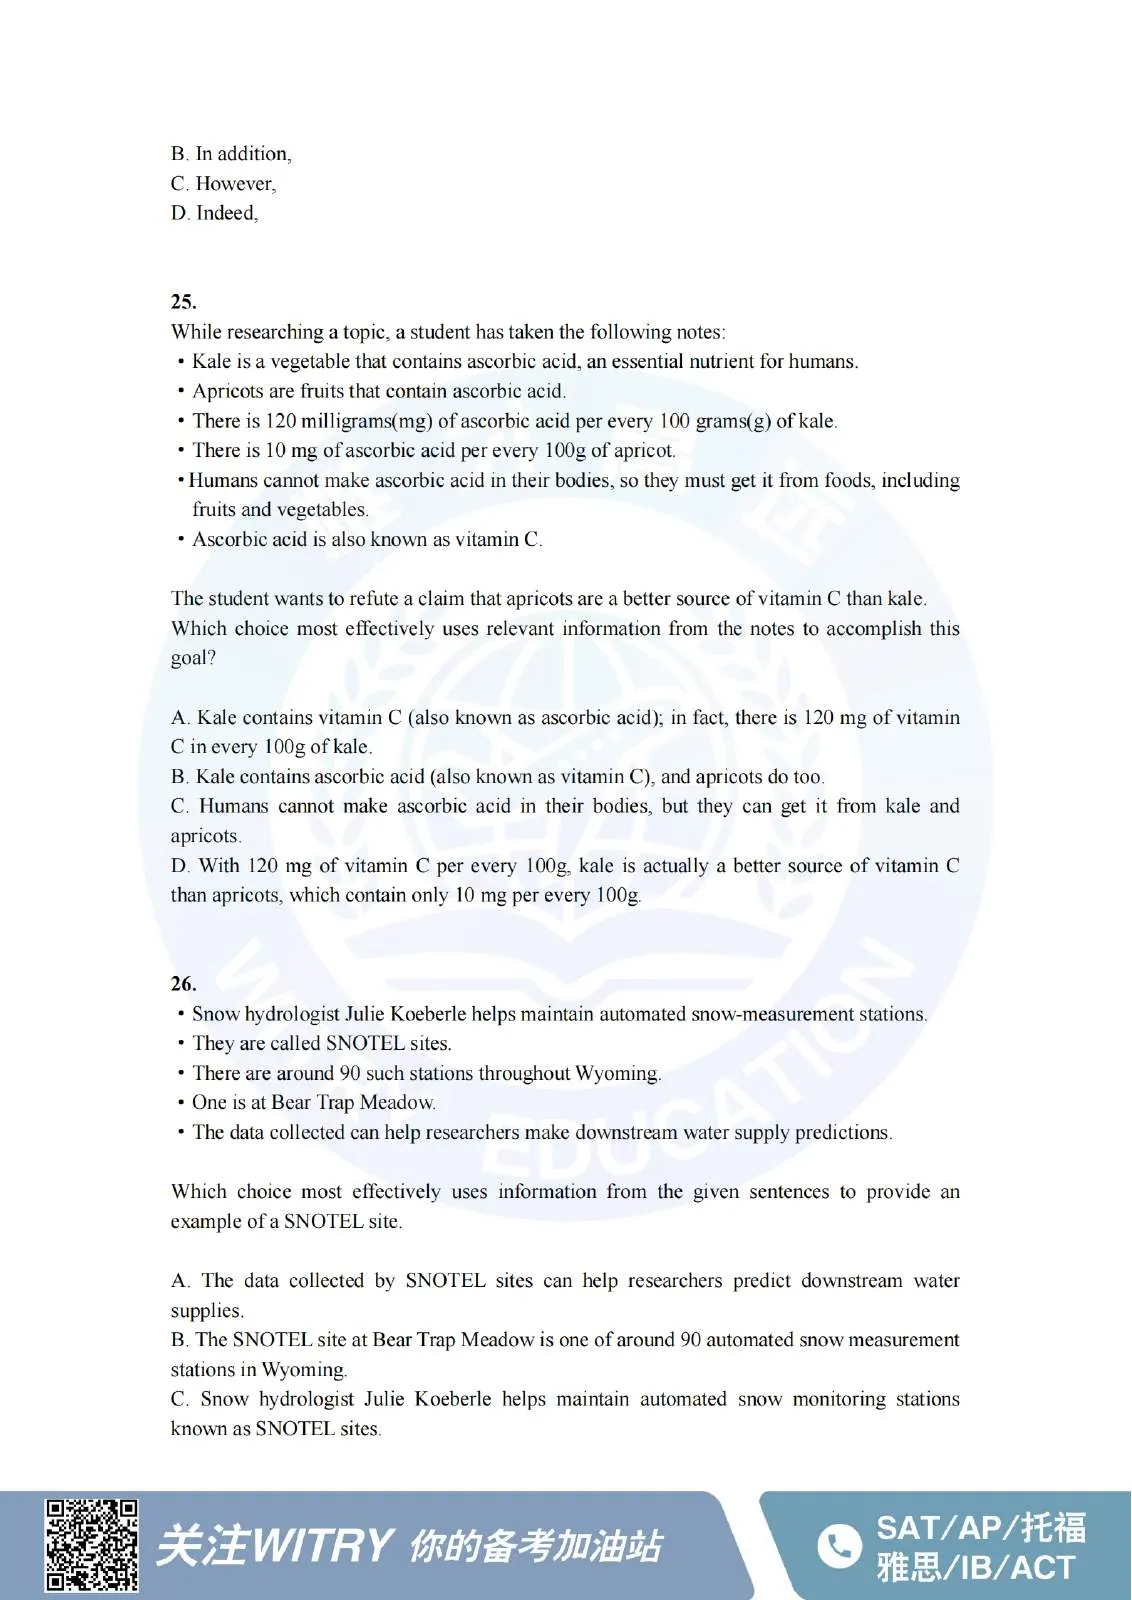 B. In addition,
C. However,
D. Indeed,
25.
While researching a topic, a student has taken the following notes:
• Kale is a vegetable that contains ascorbic acid, an essential nutrient for humans.
• Apricots are fruits that contain ascorbic acid.
• There is 120 milligrams(mg) of ascorbic acid per every 100 grams(g) of kale.
• There is 10 mg of ascorbic acid per every 100g of apricot.
• Humans cannot make ascorbic acid in their bodies, so they must get it from foods, including
fruits and vegetables.
• Ascorbic acid is also known as vitamin C.
The student wants to refute a claim that apricots are a better source of vitamin C than kale.
Which choice most effectively uses relevant information from the notes to accomplish this
goal?
A. Kale contains vitamin C (also known as ascorbic acid); in fact, there is 120 mg of vitamin
C in every 100g of kale.
B. Kale contains ascorbic acid (also known as vitamin C), and apricots do too.
C. Humans cannot make ascorbic acid in their bodies, but they can get it from kale and
apricots.
D. With 120 mg of vitamin C per every 100g, kale is actually a better source of vitamin C
than apricots, which contain only 10 mg per every 100g.
26.
• Snow hydrologist Julie Koeberle helps maintain automated snow-measurement stations.
• They are called SNOTEL sites.
• There are around 90 such stations throughout Wyoming.
• One is at Bear Trap Meadow.
• The data collected can help researchers make downstream water supply predictions.
Which choice most effectively uses information from the given sentences to provide an
example of a SNOTEL site.
A. The data collected by SNOTEL sites can help researchers predict downstream water
supplies.
B. The SNOTEL site at Bear Trap Meadow is one of around 90 automated snow measurement
stations in Wyoming.
C. Snow hydrologist Julie Koeberle helps maintain automated snow monitoring stations
known as SNOTEL sites.
EDUCATION
关注WITRY 你的备考加油站
SAT/AP/托福
雅思/IB/ACT